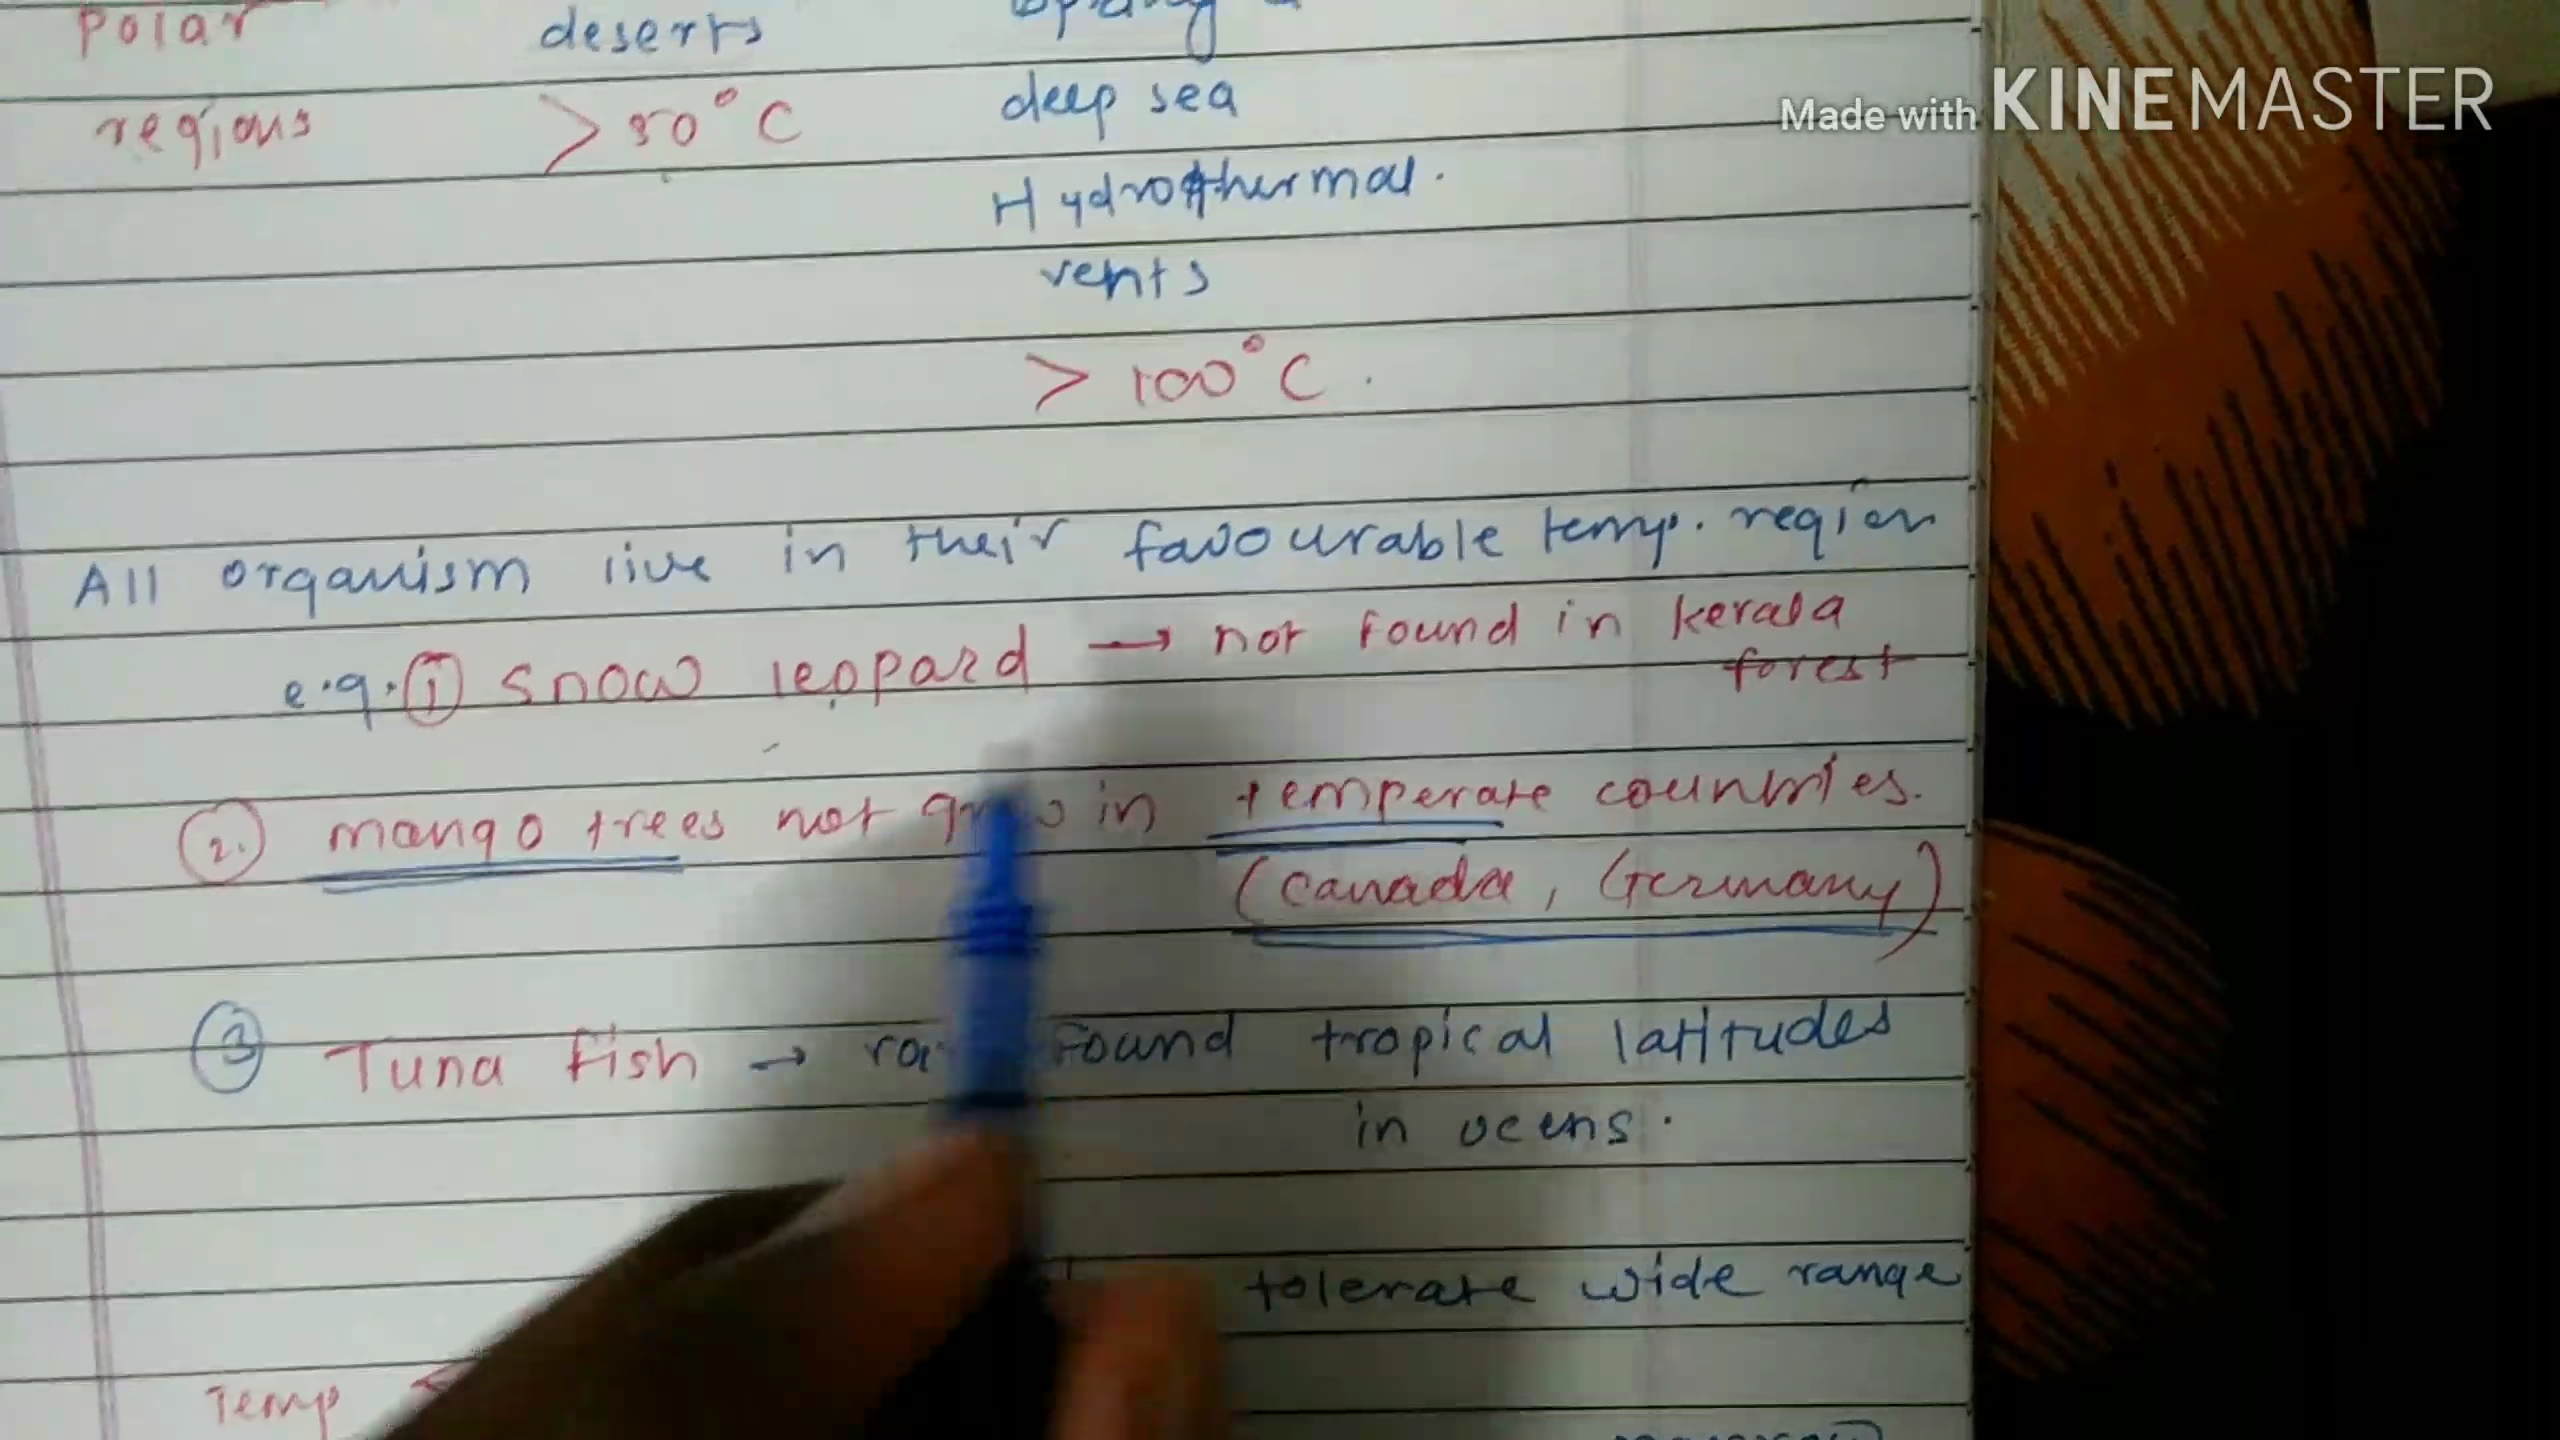 polar deserts
deep sea
regions >50°C
Hydrothermal.
vents
>100°C.
All organism live in their favourable temp. region
e.g. ① snow leopard → not found in kerala
forest
②. mango trees not grow in temperate countries.
(canada, Germany)
③ Tuna fish → found tropical latitudes
in ocens.
tolerate wide range
Temp
Made with KINEMASTER